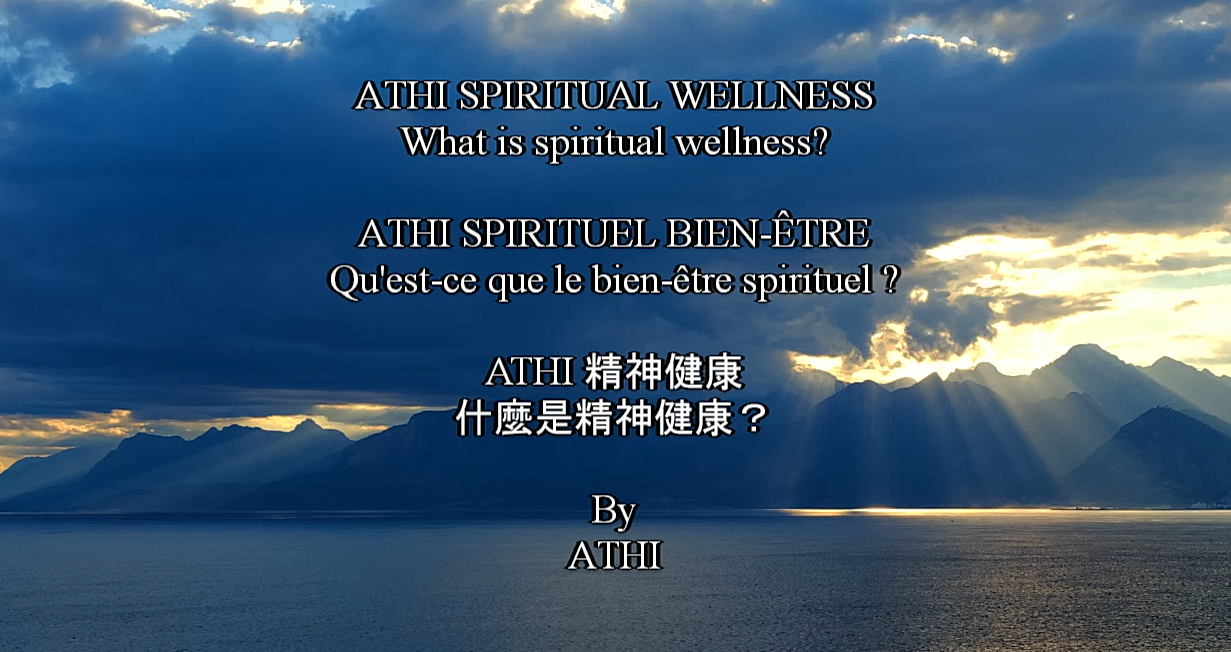 ATHI SPIRITUAL WELLNESS
What is spiritual wellness?
ATHI SPIRITUEL BIEN-ÊTRE
Qu'est-ce que le bien-être spirituel ?
ATHI 精神健康
什麼是精神健康？
By
ATHI